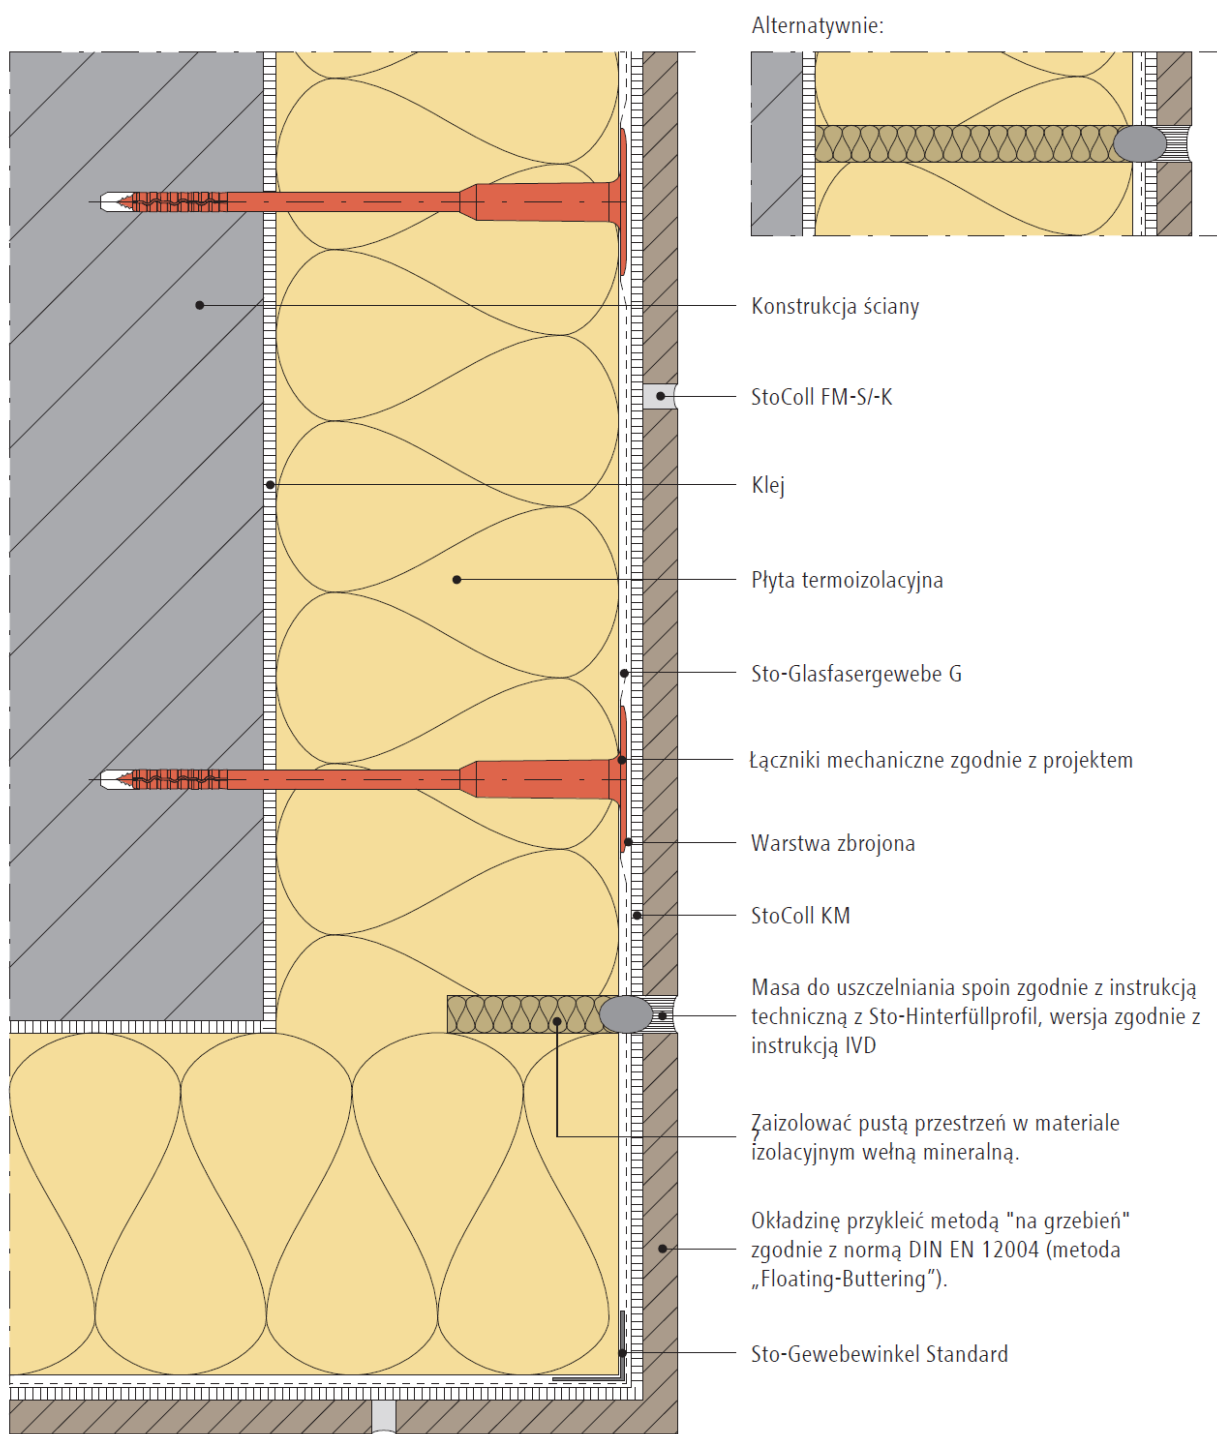 Alternatywnie:
Konstrukcja ściany
StoColl FM-S/-K
Klej
Płyta termoizolacyjna
Sto-Glasfasergewebe G
Łączniki mechaniczne zgodnie z projektem
Warstwa zbrojona
StoColl KM
Masa do uszczelniania spoin zgodnie z instrukcją
techniczną z Sto-Hinterfüllprofil, wersja zgodnie z
instrukcją IVD
Zaizolować pustą przestrzeń w materiale
?
izolacyjnym wełną mineralną.
Okładzinę przykleić metodą "na grzebień"
zgodnie z normą DIN EN 12004 (metoda
„Floating-Buttering”).
Sto-Gewebewinkel Standard